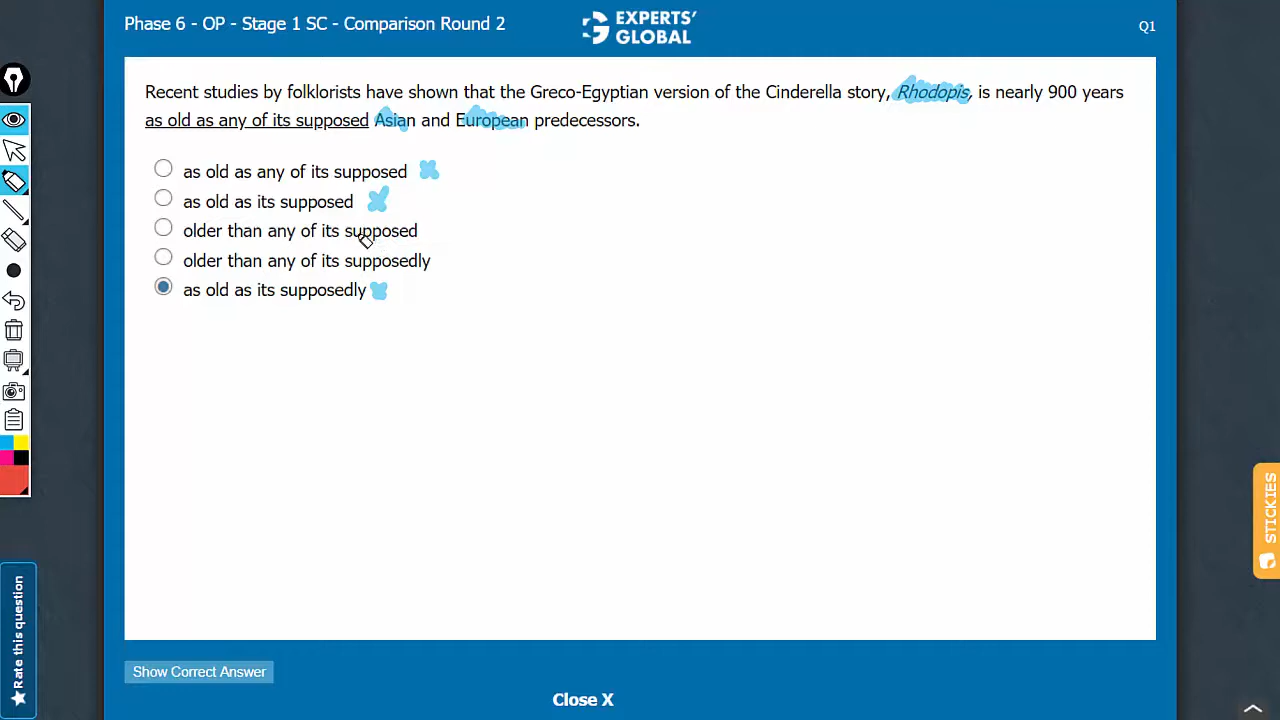 Phase 6 - OP - Stage 1 SC - Comparison Round 2
EXPERTS'
GLOBAL
Q1
Recent studies by folklorists have shown that the Greco-Egyptian version of the Cinderella story, Rhodopis, is nearly 900 years
as old as any of its supposed Asian and European predecessors.
as old as any of its supposed
as old as its supposed
older than any of its supposed
older than any of its supposedly
as old as its supposedly
STICKIES
Rate this question
Show Correct Answer
Close X